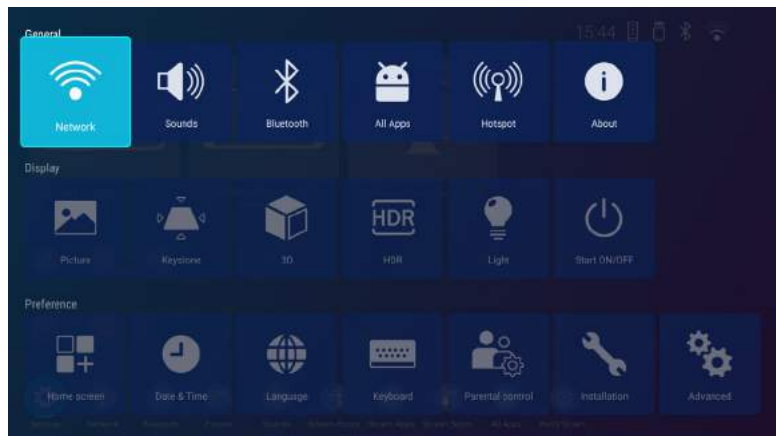 General
15:44
Network Sounds Bluetooth All Apps Hotspot About
Display
Picture Keystone 3D HDR Light Start ON/OFF
HDR
Preference
Home screen Date & Time Language Keyboard Parental control Installation Advanced